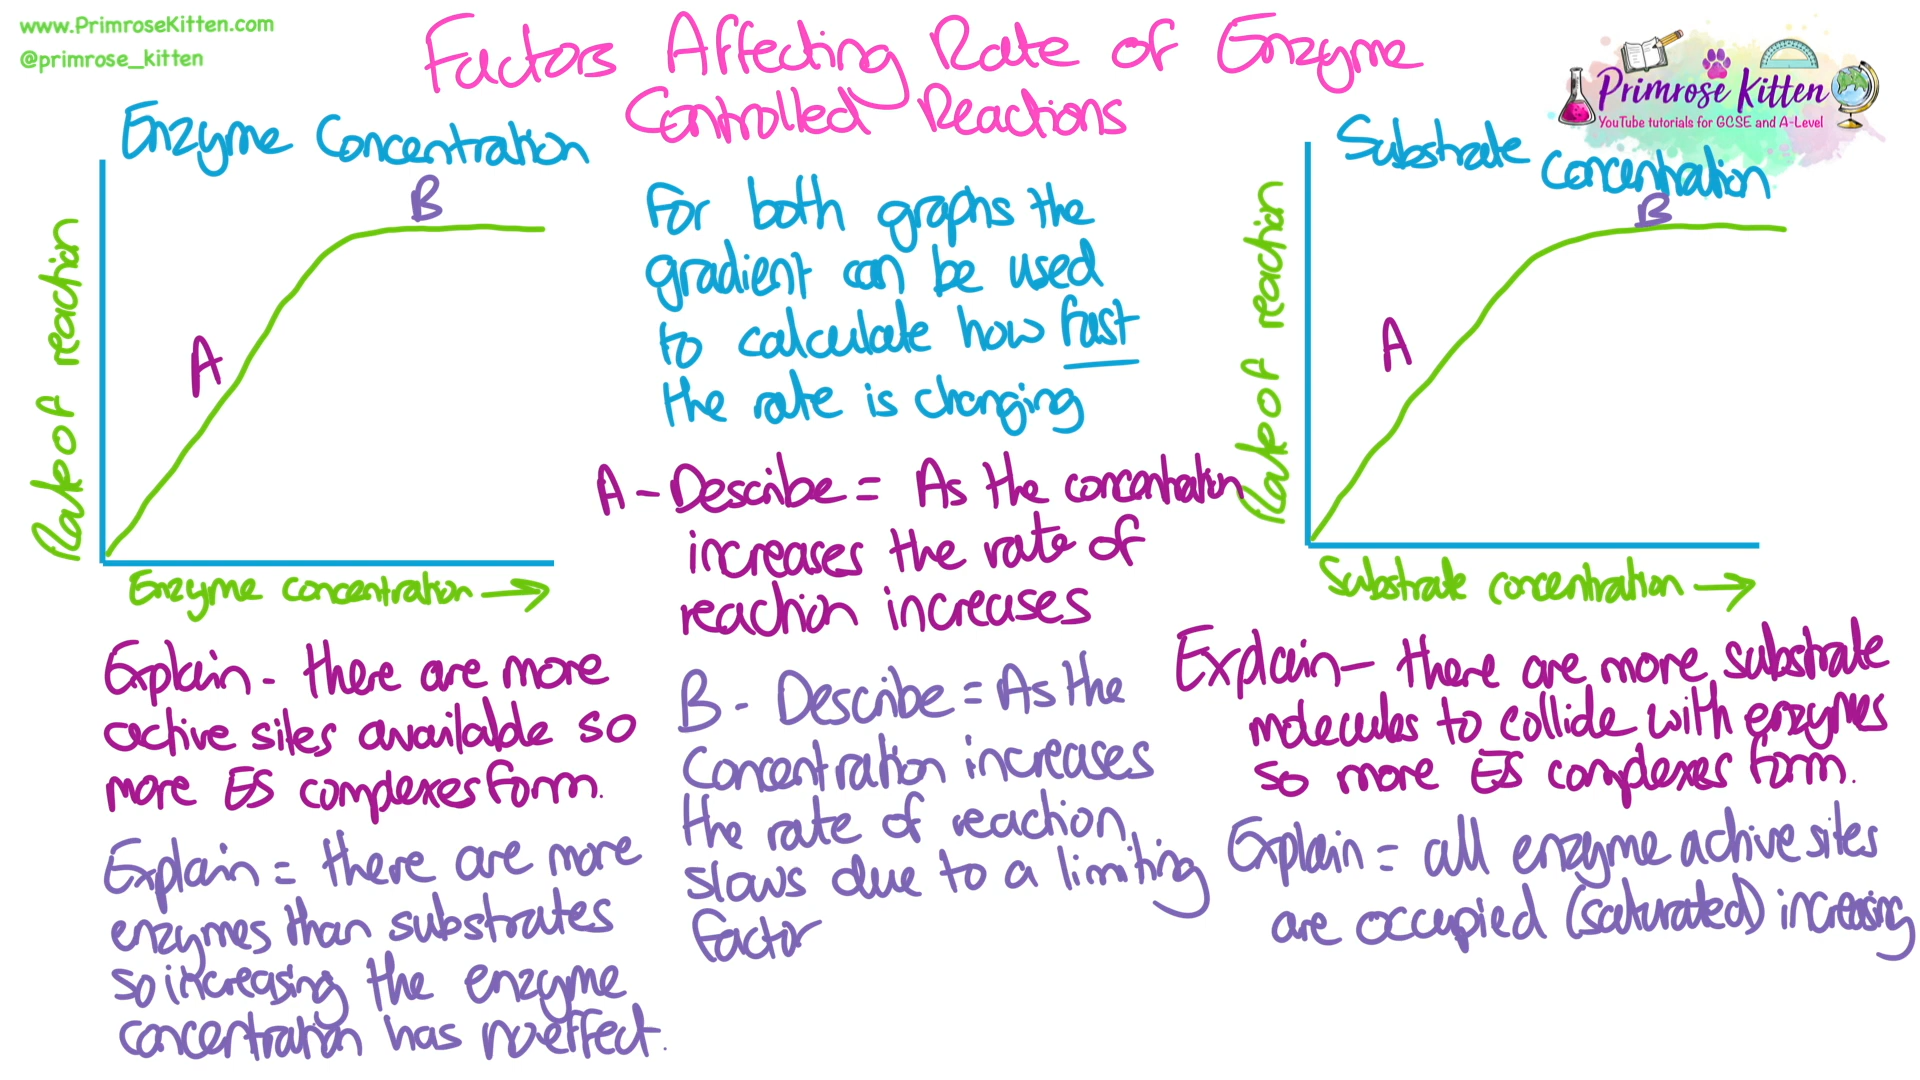 www.PrimroseKitten.com
@primrose_kitten
Factors Affecting Rate of Enzyme
Controlled Reactions
Primrose Kitten
YouTube tutorials for GCSE and A-Level
Enzyme Concentration
B
A
Rate of reaction
Enzyme concentration →
Explain - there are more
active sites available so
more ES complexes form.
Explain = there are more
enzymes than substrates
so increasing the enzyme
concentration has no effect.
For both graphs the
gradient can be used
to calculate how fast
the rate is changing
A - Describe = As the concentration
increases the rate of
reaction increases
B - Describe = As the
Concentration increases
the rate of reaction
slows due to a limiting
factor
Substrate
Concentration
B
A
Rate of reaction
Substrate concentration →
Explain - there are more substrate
molecules to collide with enzymes
so more ES complexes form.
Explain = all enzyme active sites
are occupied (saturated) increasing